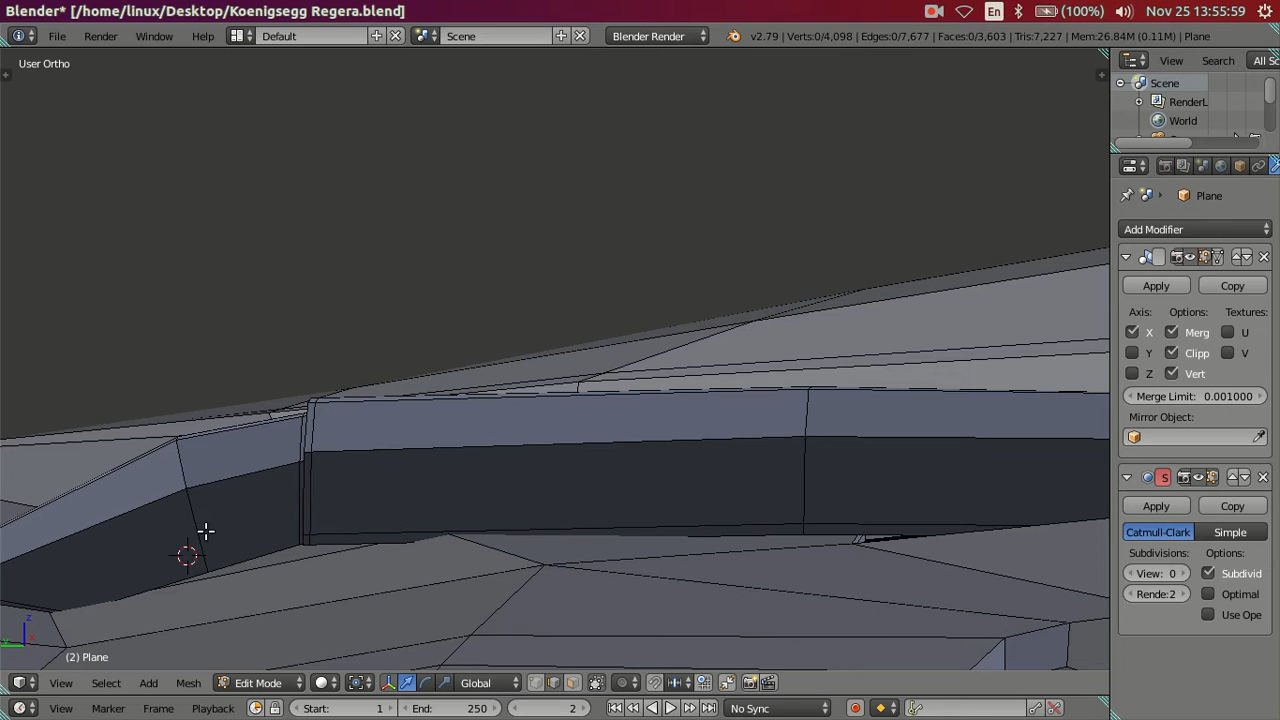 Blender* [/home/linux/Desktop/Koenigsegg Regera.blend]
En (100%) Nov 25 13:55:59
File Render Window Help Default Scene Blender Render v2.79 | Verts:0/4,098 | Edges:0/7,677 | Faces:0/3,603 | Tris:7,227 | Mem:26.84M (0.11M) | Plane
User Ortho
View Search All Sc
Scene
RenderL
World
Plane
Add Modifier
Apply Copy
Axis: Options: Textures:
X Merg U
Y Clipp V
Z Vert
Merge Limit: 0.001000
Mirror Object:
S
Apply Copy
Catmull-Clark Simple
Subdivisions: Options:
View: 0 Subdivid
Rende:2 Optimal
Use Ope
z
x
y
(2) Plane
View Select Add Mesh Edit Mode Global
View Marker Frame Playback Start: 1 End: 250 2 No Sync